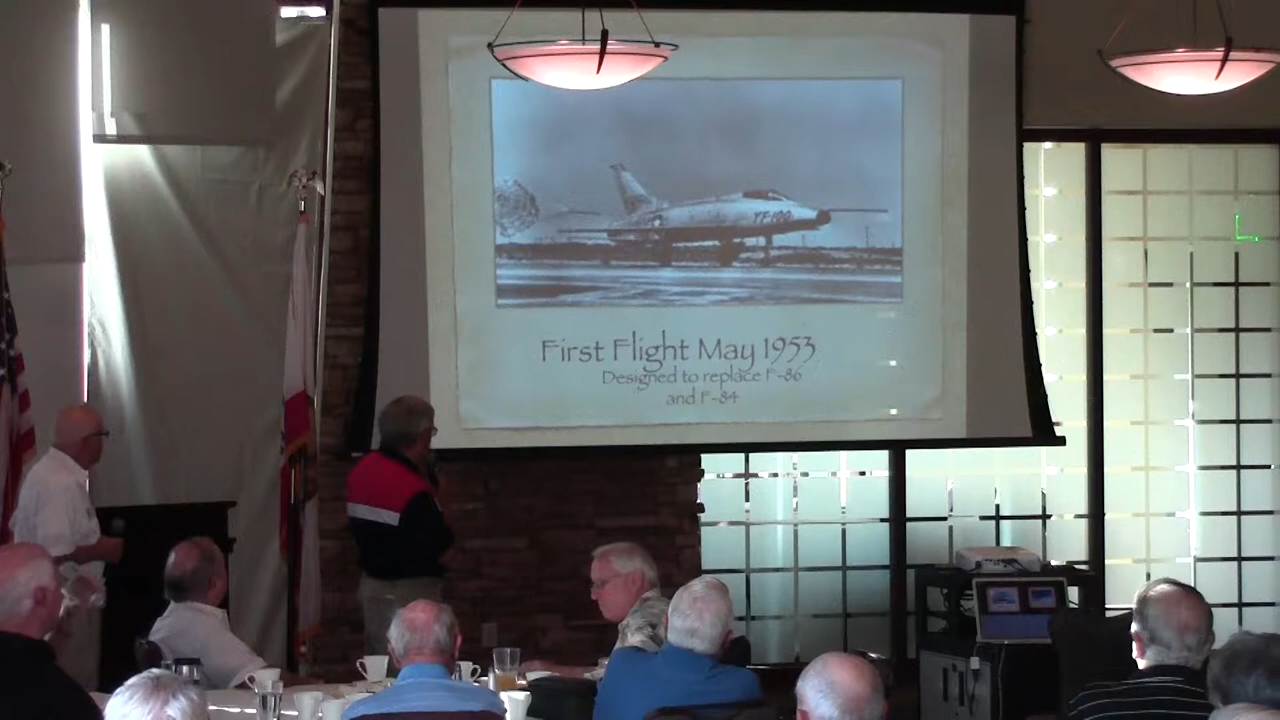 YF-100
First Flight May 1953
Designed to replace F-86
and F-84